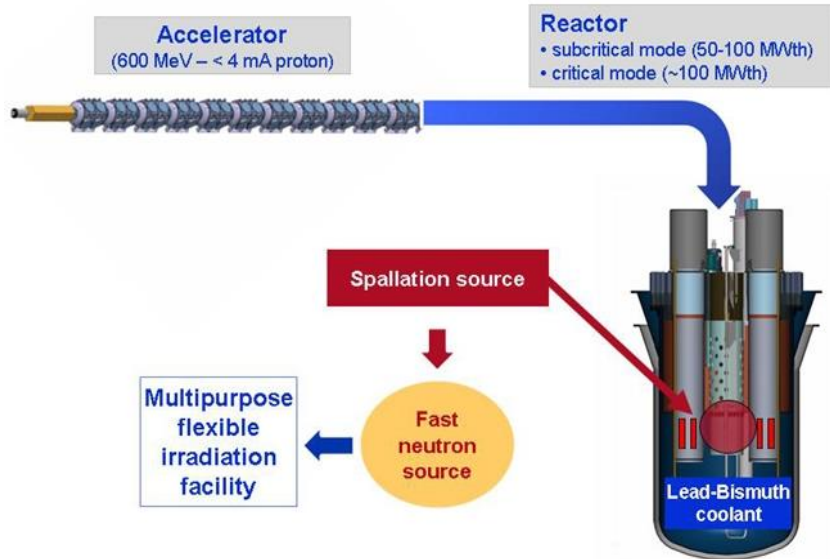 Accelerator
(600 MeV – < 4 mA proton)
Reactor
• subcritical mode (50-100 MWth)
• critical mode (~100 MWth)
Spallation source
Multipurpose
flexible
irradiation
facility
Fast
neutron
source
Lead-Bismuth
coolant